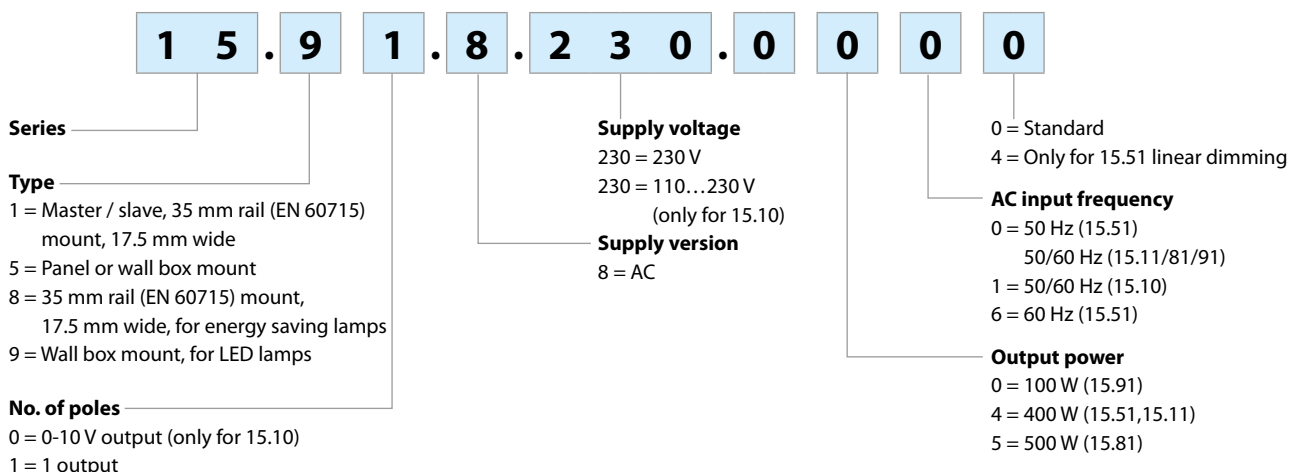 1 5 . 9 1 . 8 . 2 3 0 . 0 0 0 0
Series
Type
1 = Master / slave, 35 mm rail (EN 60715)
mount, 17.5 mm wide
5 = Panel or wall box mount
8 = 35 mm rail (EN 60715) mount,
17.5 mm wide, for energy saving lamps
9 = Wall box mount, for LED lamps
No. of poles
0 = 0-10 V output (only for 15.10)
1 = 1 output
Supply voltage
230 = 230 V
230 = 110…230 V
(only for 15.10)
Supply version
8 = AC
0 = Standard
4 = Only for 15.51 linear dimming
AC input frequency
0 = 50 Hz (15.51)
50/60 Hz (15.11/81/91)
1 = 50/60 Hz (15.10)
6 = 60 Hz (15.51)
Output power
0 = 100 W (15.91)
4 = 400 W (15.51,15.11)
5 = 500 W (15.81)